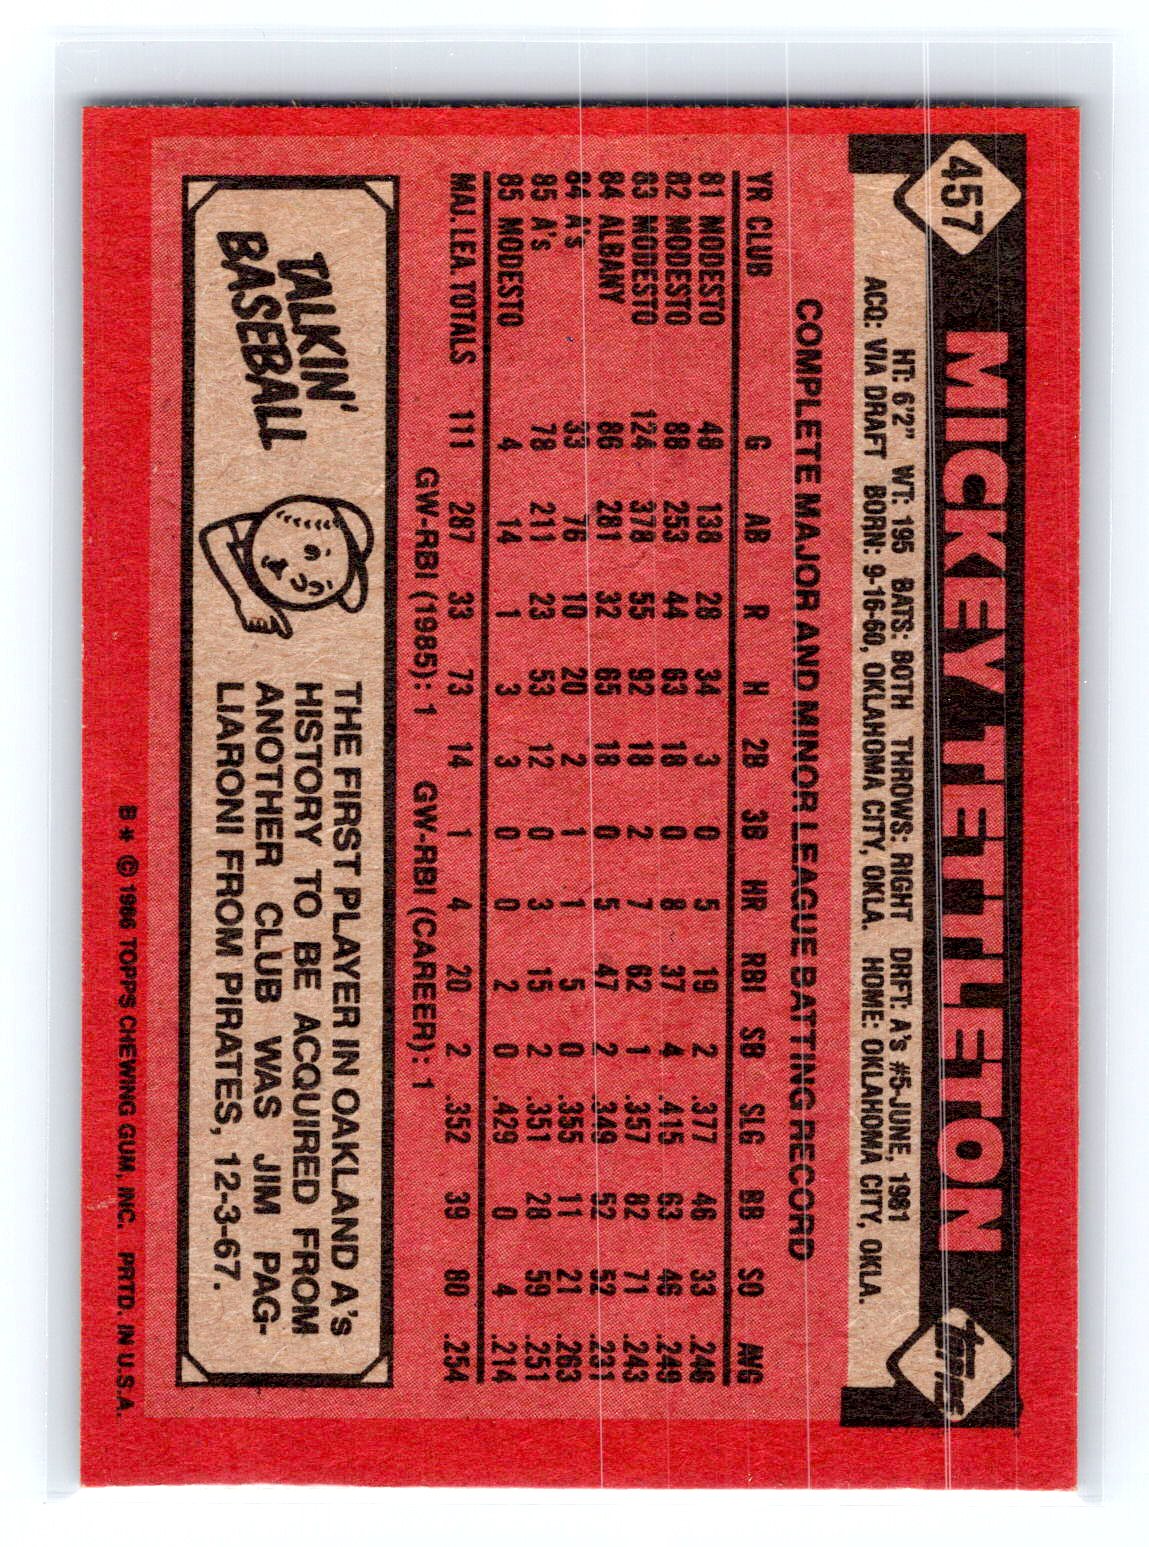 457 MICKEY TETTLETON TOPPS
HT: 6'2" WT: 195 BATS: BOTH THROWS: RIGHT DRFT: A's #5-JUNE, 1981
ACQ: VIA DRAFT BORN: 9-16-60, OKLAHOMA CITY, OKLA. HOME: OKLAHOMA CITY, OKLA.
COMPLETE MAJOR AND MINOR LEAGUE BATTING RECORD
YR CLUB G AB R H 2B 3B HR RBI SB SLG BB SO AVG
81 MODESTO 48 138 28 34 3 0 5 19 2 .377 46 33 .246
82 MODESTO 88 253 44 63 18 0 8 37 4 .415 63 46 .249
83 MODESTO 124 378 55 92 18 2 7 62 1 .357 82 71 .243
84 ALBANY 86 281 32 65 18 0 5 47 2 .349 52 52 .231
84 A's 33 76 10 20 2 1 1 5 0 .355 11 21 .263
85 A's 78 211 23 53 12 0 3 15 2 .351 28 59 .251
85 MODESTO 4 14 1 3 3 0 0 2 0 .429 0 4 .214
MAJ. LEA. TOTALS 111 287 33 73 14 1 4 20 2 .352 39 80 .254
GW-RBI (1985): 1 GW-RBI (CAREER): 1
TALKIN'
BASEBALL
THE FIRST PLAYER IN OAKLAND A's
HISTORY TO BE ACQUIRED FROM
ANOTHER CLUB WAS JIM PAG-
LIARONI FROM PIRATES, 12-3-67.
B* © 1986 TOPPS CHEWING GUM, INC. PRTD. IN U.S.A.